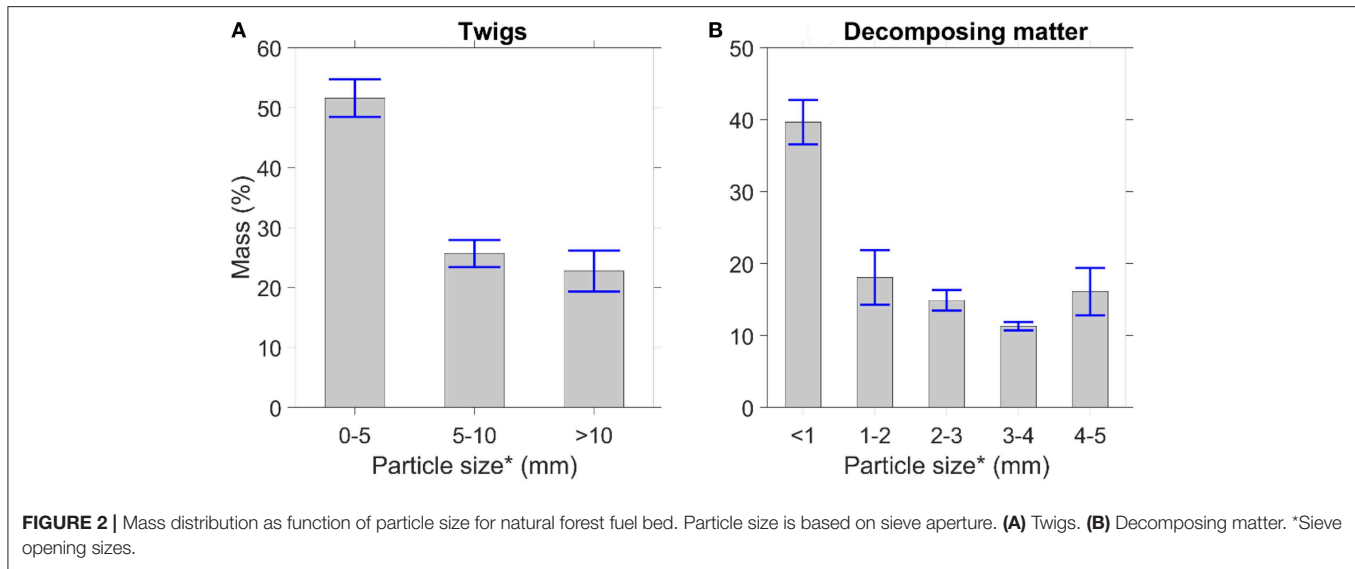 A
Twigs
60
50
40
30
20
10
0
Mass (%)
0-5
5-10
>10
Particle size* (mm)
B
Decomposing matter
50
40
30
20
10
0
<1
1-2
2-3
3-4
4-5
Particle size* (mm)
FIGURE 2 | Mass distribution as function of particle size for natural forest fuel bed. Particle size is based on sieve aperture. (A) Twigs. (B) Decomposing matter. *Sieve
opening sizes.